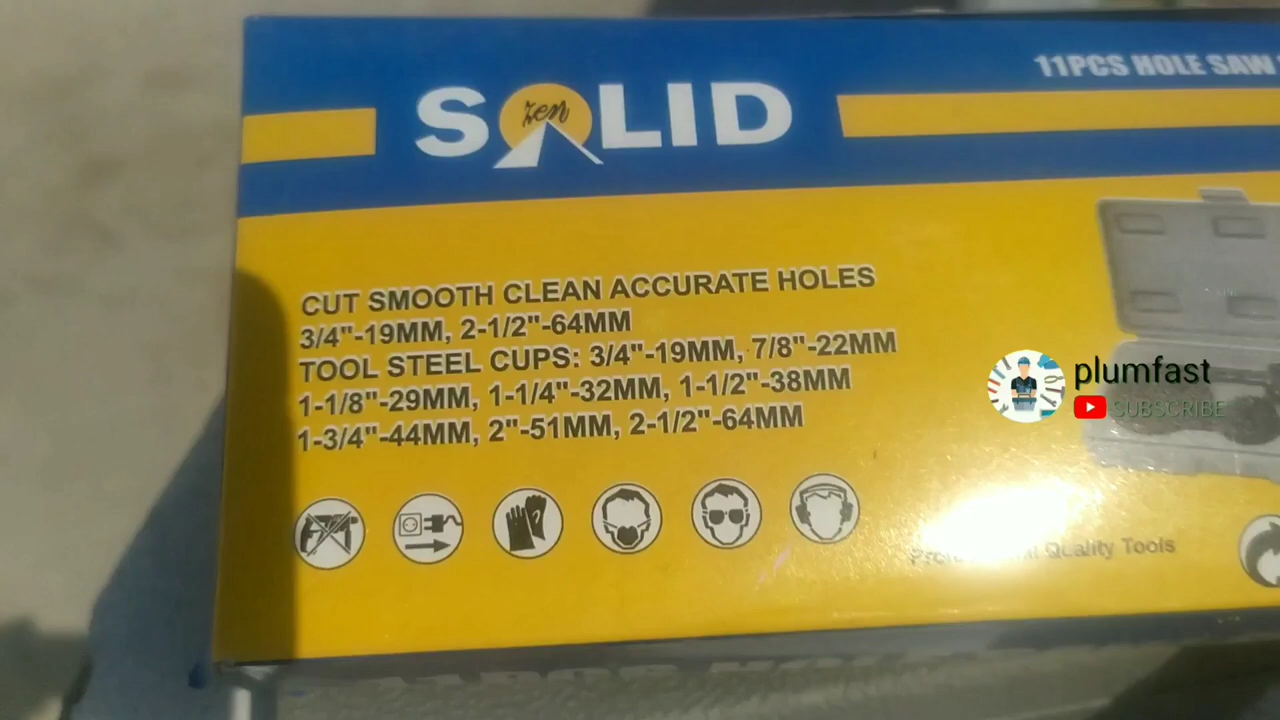 SOLID
zen
11PCS HOLE SAW
CUT SMOOTH CLEAN ACCURATE HOLES
3/4"-19MM, 2-1/2"-64MM
TOOL STEEL CUPS: 3/4"-19MM, 7/8"-22MM
1-1/8"-29MM, 1-1/4"-32MM, 1-1/2"-38MM
1-3/4"-44MM, 2"-51MM, 2-1/2"-64MM
plumfast
SUBSCRIBE
Quality Tools